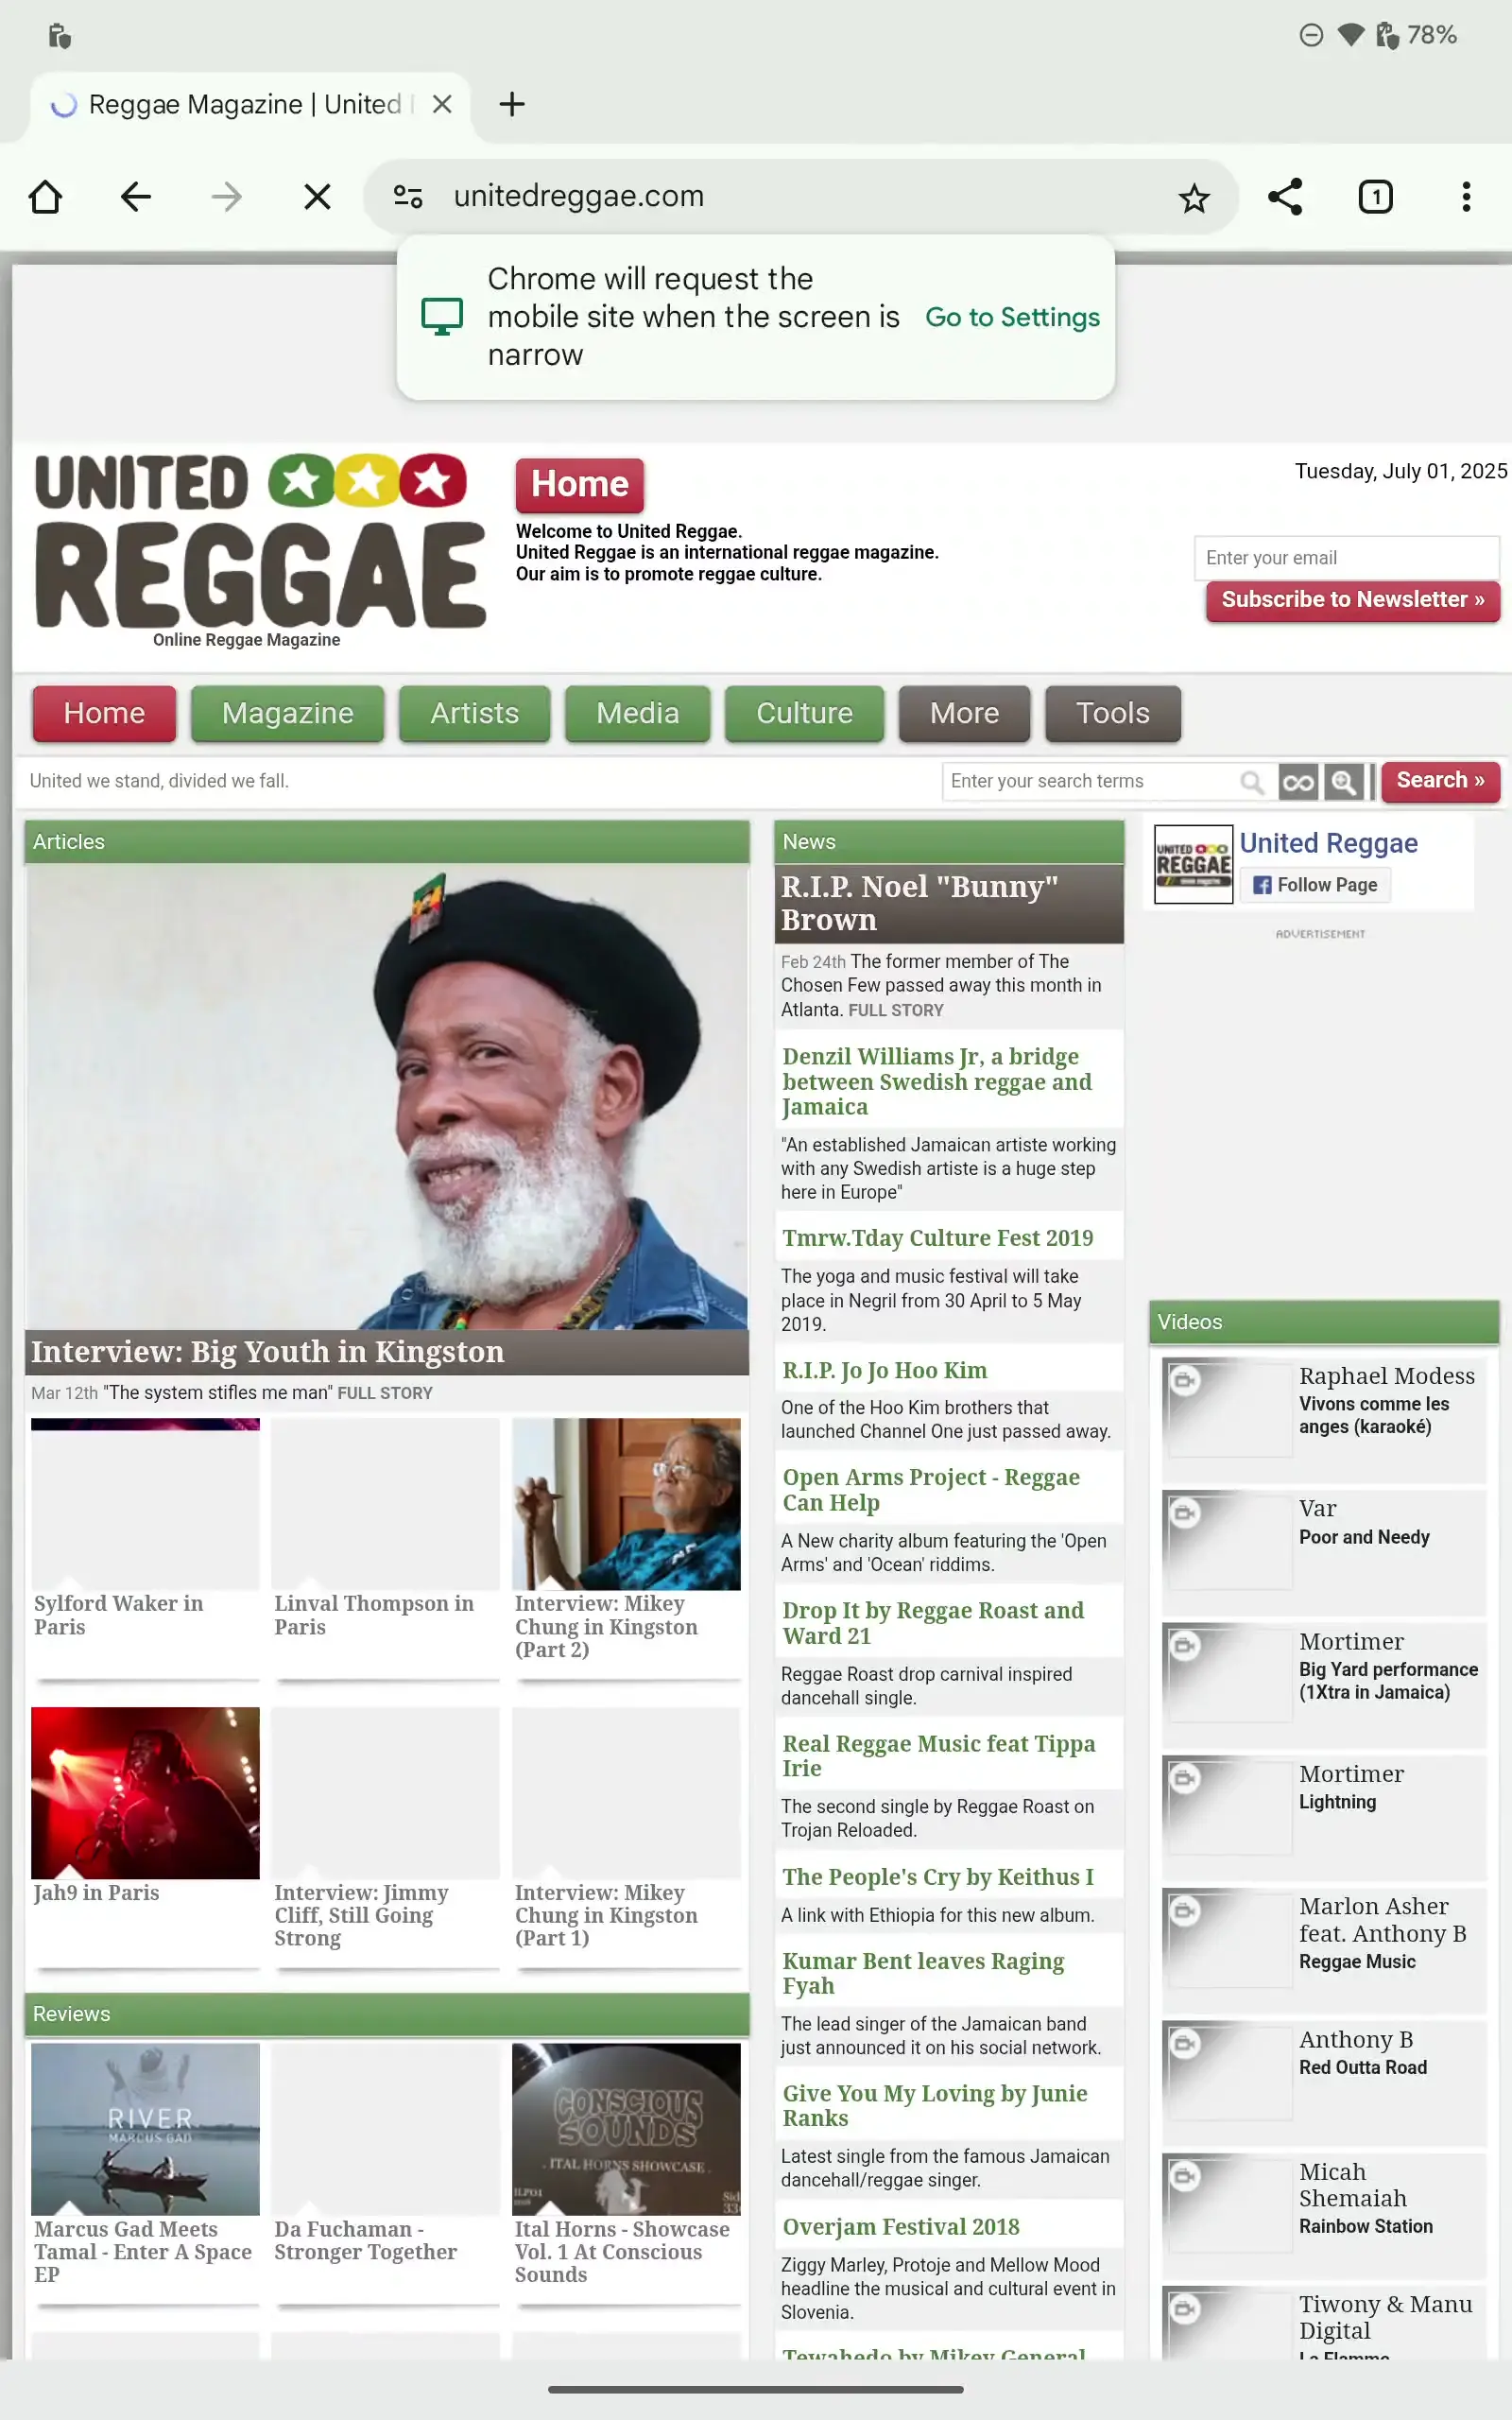 78%
Reggae Magazine | United
unitedreggae.com
1
Chrome will request the
mobile site when the screen is
narrow
Go to Settings
UNITED
REGGAE
Online Reggae Magazine
Home
Welcome to United Reggae.
United Reggae is an international reggae magazine.
Our aim is to promote reggae culture.
Tuesday, July 01, 2025
Enter your email
Subscribe to Newsletter »
Home
Magazine
Artists
Media
Culture
More
Tools
United we stand, divided we fall.
Enter your search terms
Search »
Articles
Interview: Big Youth in Kingston
Mar 12th "The system stifles me man" FULL STORY
Sylford Waker in
Paris
Linval Thompson in
Paris
Interview: Mikey
Chung in Kingston
(Part 2)
Jah9 in Paris
Interview: Jimmy
Cliff, Still Going
Strong
Interview: Mikey
Chung in Kingston
(Part 1)
Reviews
RIVER
MARCUS GAD
CONSCIOUS
SOUNDS
ITAL HORNS SHOWCASE
Marcus Gad Meets
Tamal - Enter A Space
EP
Da Fuchaman -
Stronger Together
Ital Horns - Showcase
Vol. 1 At Conscious
Sounds
News
R.I.P. Noel "Bunny"
Brown
Feb 24th The former member of The
Chosen Few passed away this month in
Atlanta. FULL STORY
Denzil Williams Jr, a bridge
between Swedish reggae and
Jamaica
"An established Jamaican artiste working
with any Swedish artiste is a huge step
here in Europe"
Tmrw.Tday Culture Fest 2019
The yoga and music festival will take
place in Negril from 30 April to 5 May
2019.
R.I.P. Jo Jo Hoo Kim
One of the Hoo Kim brothers that
launched Channel One just passed away.
Open Arms Project - Reggae
Can Help
A New charity album featuring the 'Open
Arms' and 'Ocean' riddims.
Drop It by Reggae Roast and
Ward 21
Reggae Roast drop carnival inspired
dancehall single.
Real Reggae Music feat Tippa
Irie
The second single by Reggae Roast on
Trojan Reloaded.
The People's Cry by Keithus I
A link with Ethiopia for this new album.
Kumar Bent leaves Raging
Fyah
The lead singer of the Jamaican band
just announced it on his social network.
Give You My Loving by Junie
Ranks
Latest single from the famous Jamaican
dancehall/reggae singer.
Overjam Festival 2018
Ziggy Marley, Protoje and Mellow Mood
headline the musical and cultural event in
Slovenia.
Tewahedo by Mikey General
UNITED
REGGAE
United Reggae
Follow Page
ADVERTISEMENT
Videos
Raphael Modess
Vivons comme les
anges (karaoké)
Var
Poor and Needy
Mortimer
Big Yard performance
(1Xtra in Jamaica)
Mortimer
Lightning
Marlon Asher
feat. Anthony B
Reggae Music
Anthony B
Red Outta Road
Micah
Shemaiah
Rainbow Station
Tiwony & Manu
Digital
La Flamme